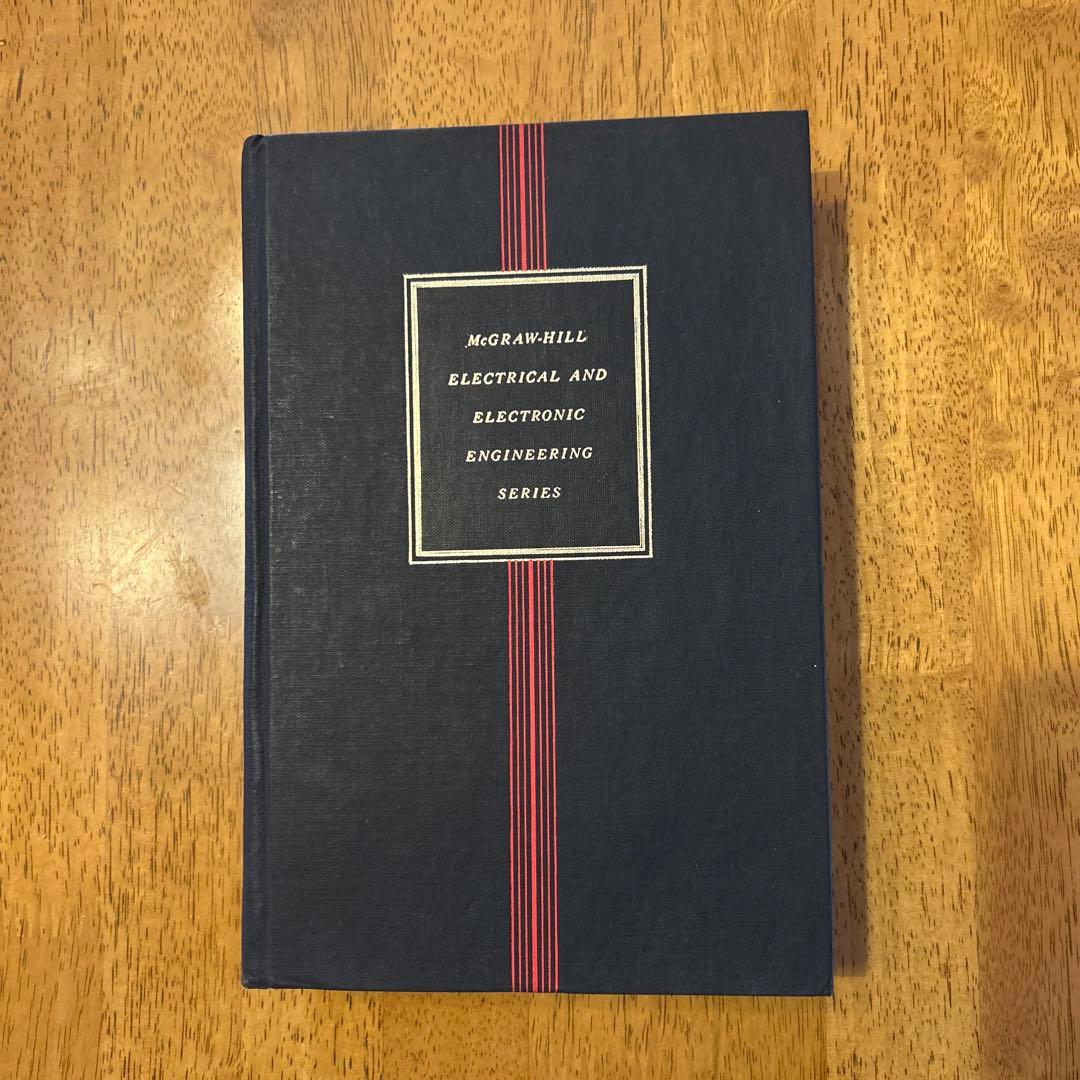 McGRAW-HILL
ELECTRICAL AND
ELECTRONIC
ENGINEERING
SERIES